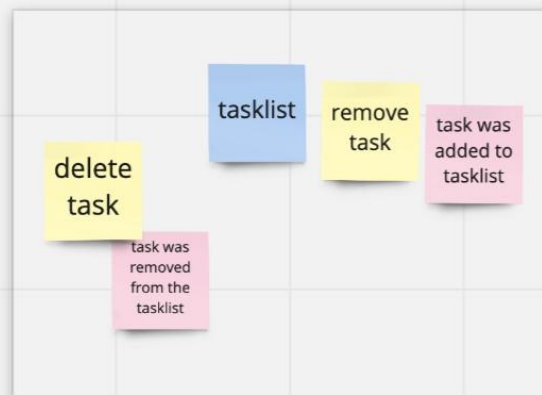 tasklist
remove
task
task was
added to
tasklist
delete
task
task was
removed
from the
tasklist